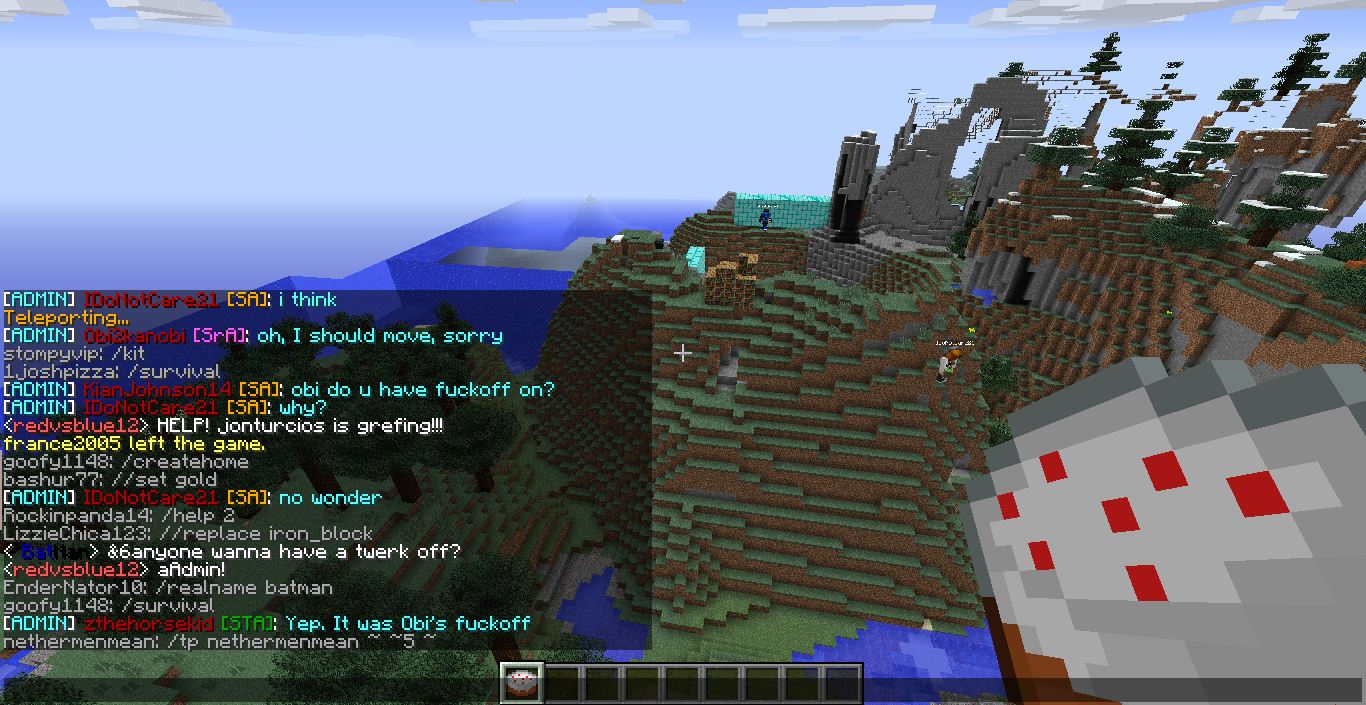 [ADMIN] IDoNotCare21 [SA]: i think
Teleporting...
[ADMIN] Obi2kanobi [SrA]: oh, I should move, sorry
stompyvip: /kit
1_joshpizza: /survival
[ADMIN] KianJohnson14 [SA]: obi do u have fuckoff on?
[ADMIN] IDoNotCare21 [SA]: why?
<redvsblue12> HELP! jonturcios is grefing!!!
france2005 left the game.
goofy1148: /createhome
bashur77: //set gold
[ADMIN] IDoNotCare21 [SA]: no wonder
Rockinpanda14: /help 2
LizzieChica123: //replace iron_block
< Batman> &6anyone wanna have a twerk off?
<redvsblue12> aAdmin!
EnderNator10: /realname batman
goofy1148: /survival
[ADMIN] zthehorsekid [STA]: Yep. It was Obi's fuckoff
nethermenmean: /tp nethermenmean ~ ~5 ~